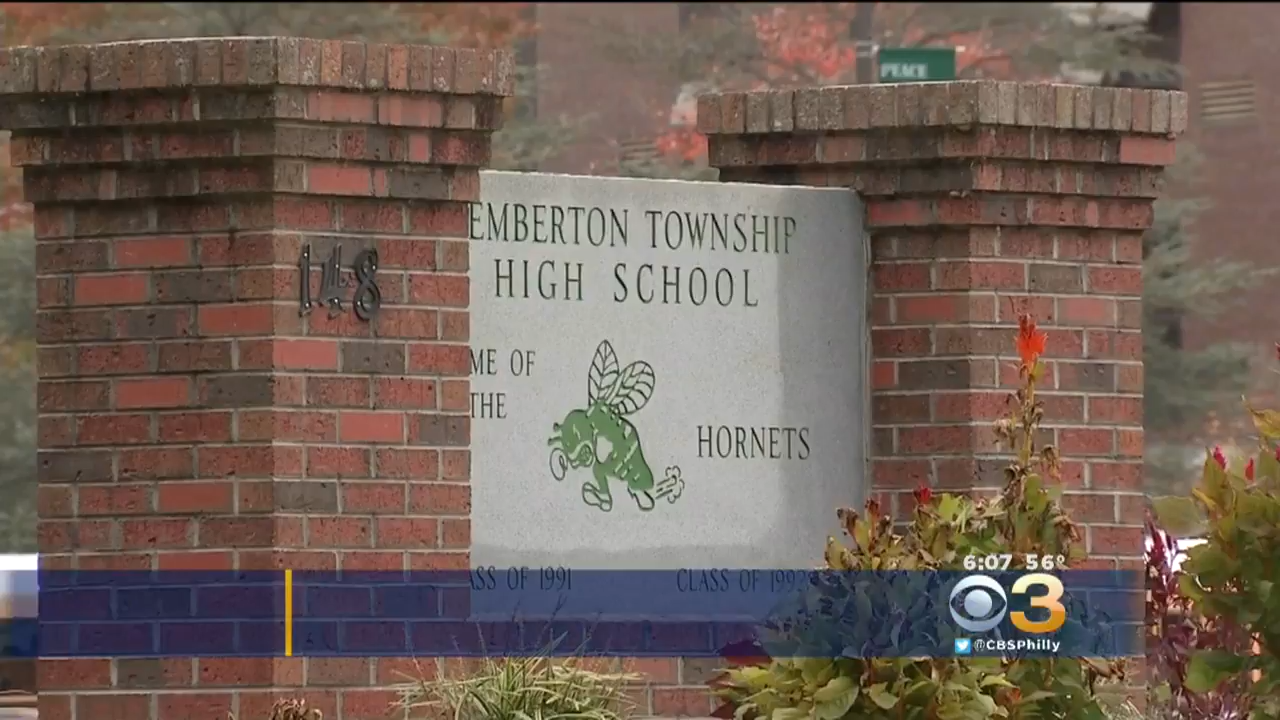 PEACE
148
EMBERTON TOWNSHIP
HIGH SCHOOL
ME OF
THE
HORNETS
ASS OF 1991
CLASS OF 1992
6:07 56°
3
@CBSPhilly